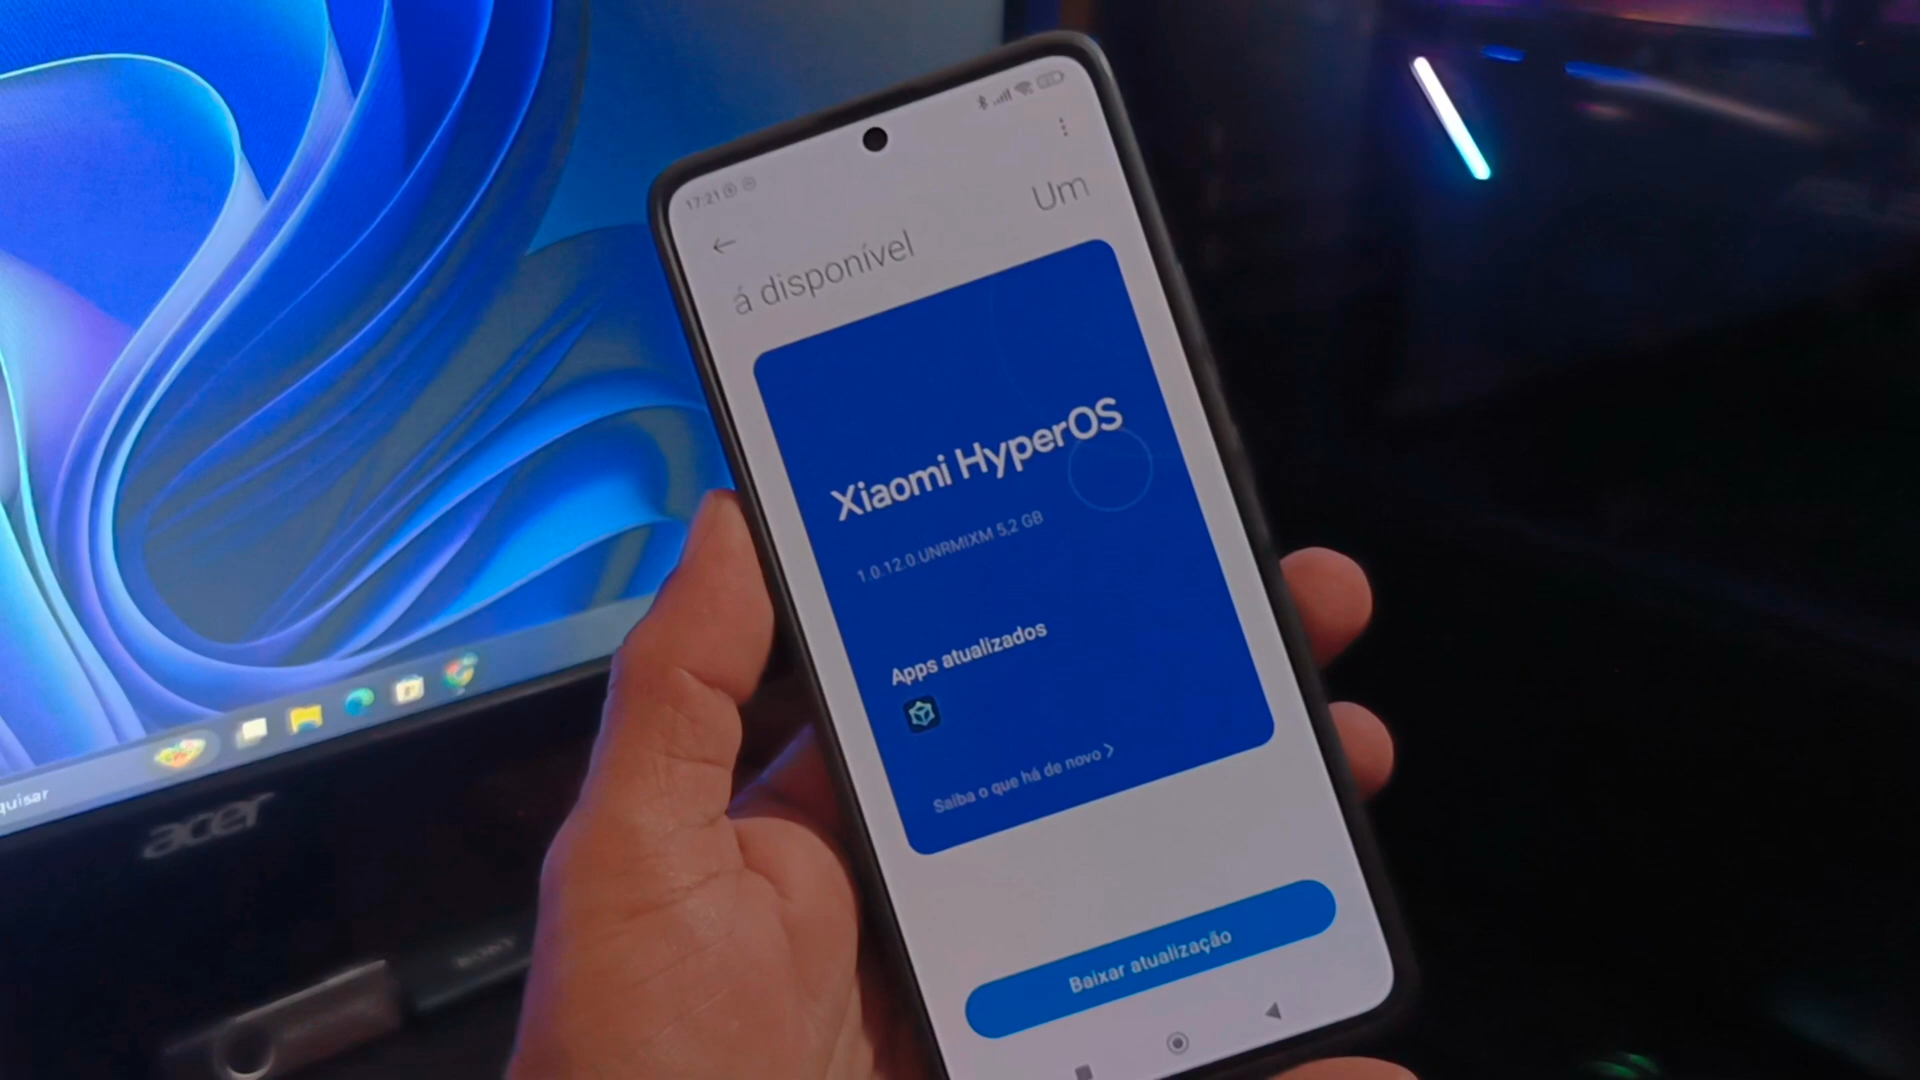 17:21
Um
á disponível
Xiaomi HyperOS
1.0.12.0.UNRMIXM 5,2 GB
Apps atualizados
Saiba o que há de novo >
Baixar atualização
quisar
acer